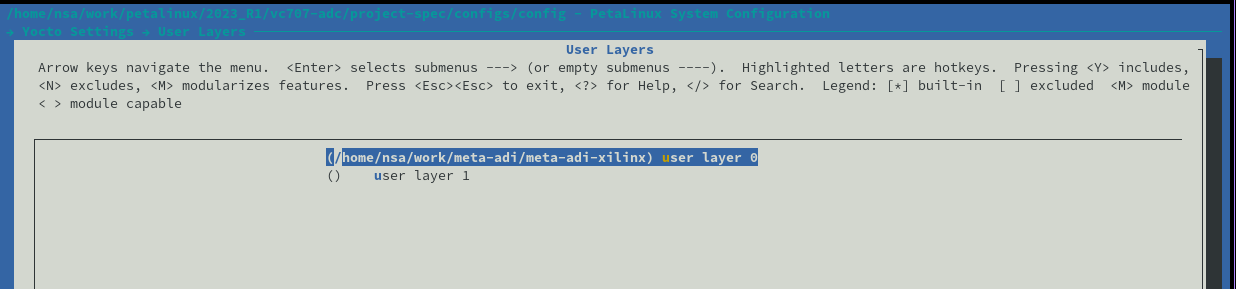 /home/nsa/work/petalinux/2023_R1/vc707-adc/project-spec/configs/config - PetaLinux System Configuration
→ Yocto Settings → User Layers
User Layers
Arrow keys navigate the menu.  <Enter> selects submenus ---> (or empty submenus ----).  Highlighted letters are hotkeys.  Pressing <Y> includes,
<N> excludes, <M> modularizes features.  Press <Esc><Esc> to exit, <?> for Help, </> for Search.  Legend: [*] built-in  [ ] excluded  <M> module
< > module capable
(/home/nsa/work/meta-adi/meta-adi-xilinx) user layer 0
()    user layer 1